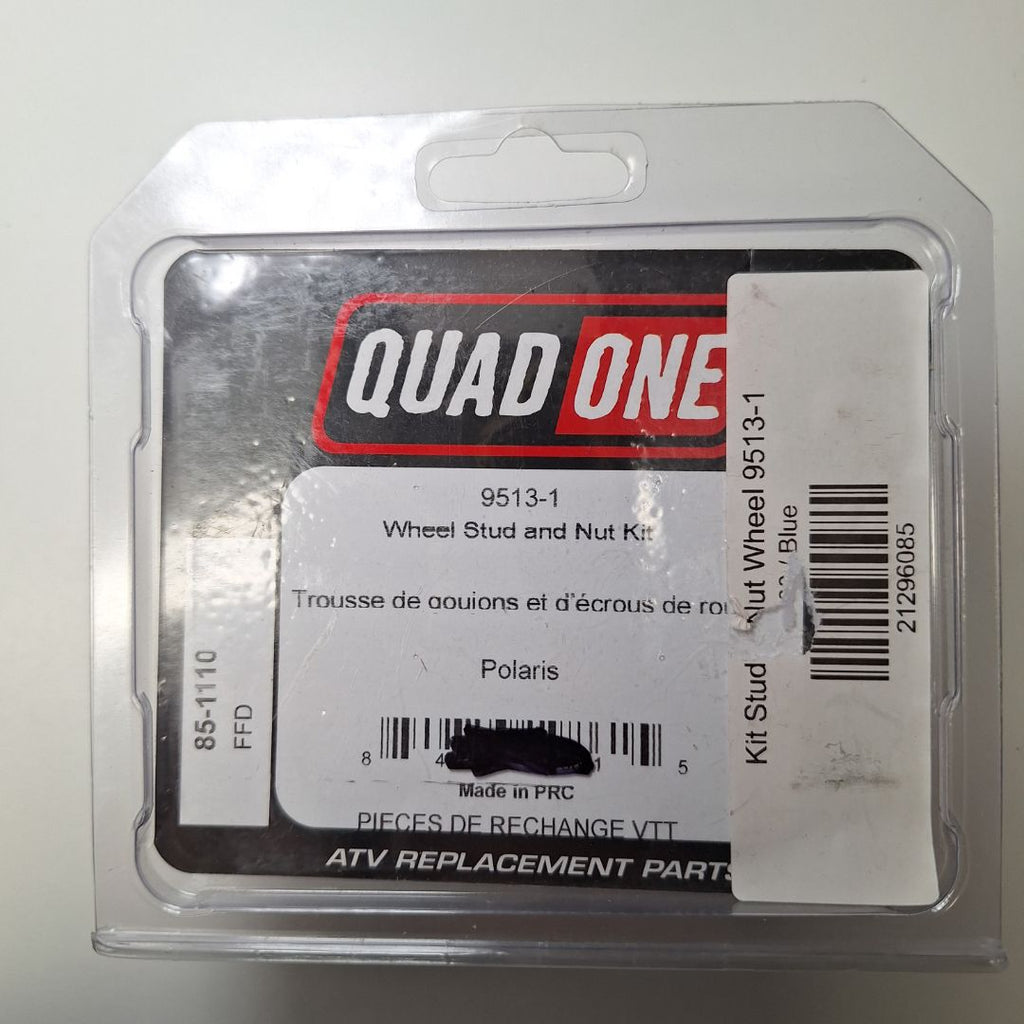 QUAD ONE
9513-1
Wheel Stud and Nut Kit
Trousse de goujons et d'écrous de
Polaris
8 4 1 5
Made in PRC
PIECES DE RECHANGE VTT
ATV REPLACEMENT PARTS
85-1110
FFD
Kit Stud Nut Wheel 9513-1
/ Blue
21296085